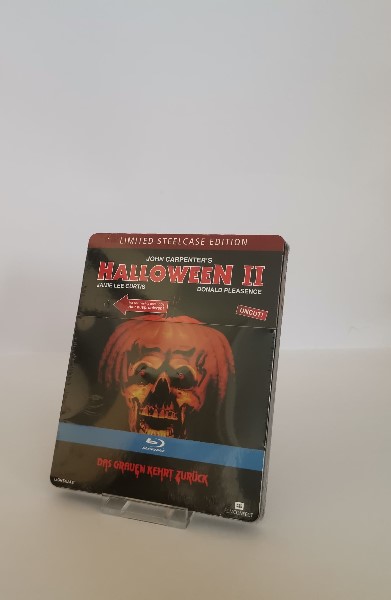 LIMITED STEELCASE EDITION
JOHN CARPENTER'S
HALLOWEEN II
JAMIE LEE CURTIS DONALD PLEASENCE
UNCUT!
DAS GRAUEN KEHRT ZURÜCK